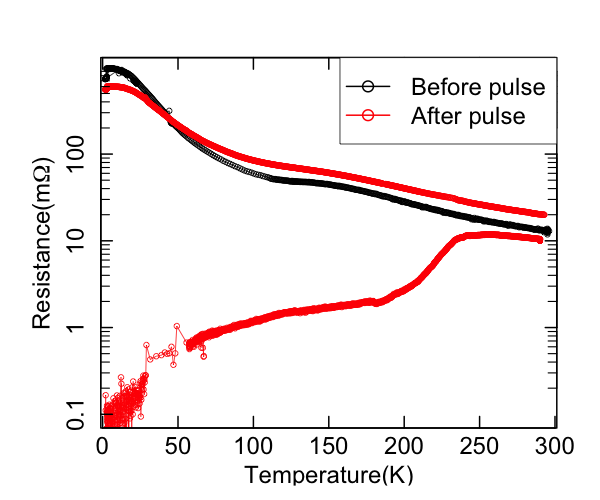 Before pulse
After pulse
Resistance(mΩ)
100
10
1
0.1
0
50
100
150
200
250
300
Temperature(K)